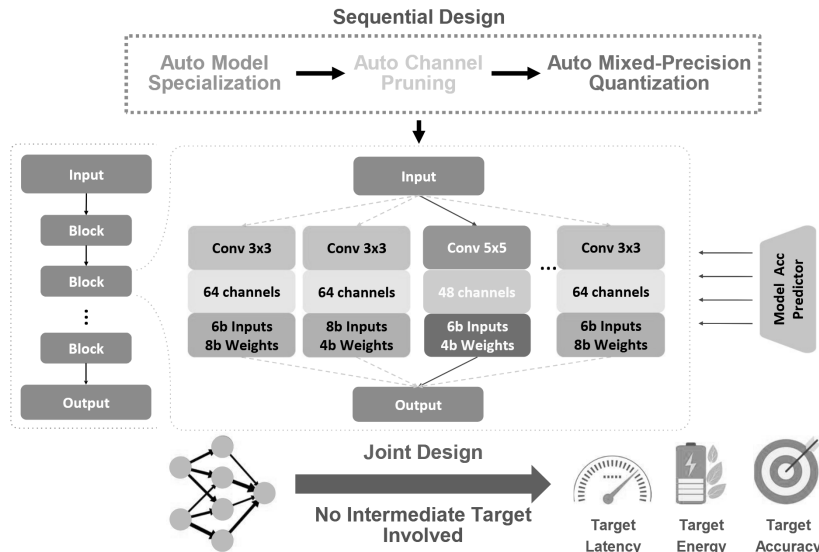 Sequential Design
Auto Model
Specialization
Auto Channel
Pruning
Auto Mixed-Precision
Quantization
Input
Block
Block
...
Block
Output
Input
Conv 3x3
64 channels
6b Inputs
8b Weights
Conv 3x3
64 channels
8b Inputs
4b Weights
Conv 5x5
48 channels
6b Inputs
4b Weights
...
Conv 3x3
64 channels
6b Inputs
8b Weights
Output
Model Acc
Predictor
Joint Design
No Intermediate Target
Involved
Target
Latency
Target
Energy
Target
Accuracy